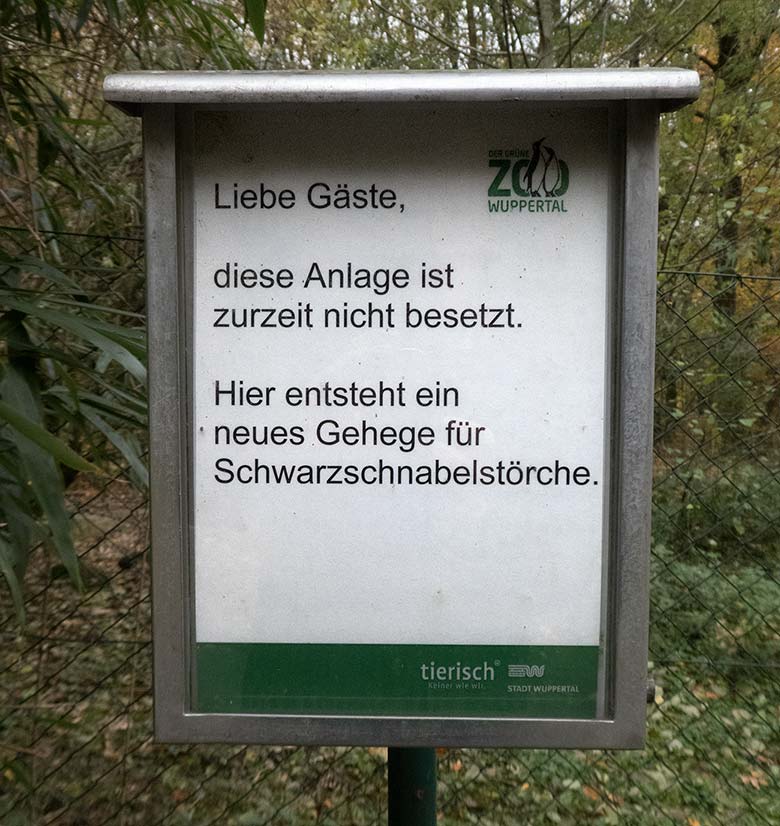 DER GRÜNE
ZOO
WUPPERTAL
Liebe Gäste,
diese Anlage ist
zurzeit nicht besetzt.
Hier entsteht ein
neues Gehege für
Schwarzschnabelstörche.
tierisch®
Keiner wie wir.
STADT WUPPERTAL